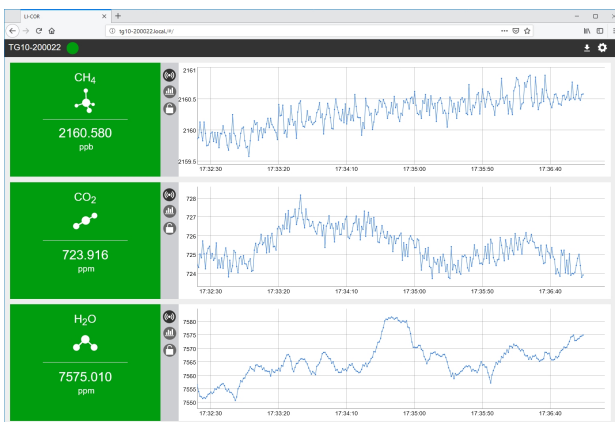 LI-COR
tg10-200022.local/#/
TG10-200022
CH4
2160.580
ppb
2161
2160.5
2160
2159.5
17:32:30 17:33:20 17:34:10 17:35:00 17:35:50 17:36:40
CO2
723.916
ppm
728
727
726
725
724
17:32:30 17:33:20 17:34:10 17:35:00 17:35:50 17:36:40
H2O
7575.010
ppm
7580
7575
7570
7565
7560
7555
7550
17:32:30 17:33:20 17:34:10 17:35:00 17:35:50 17:36:40